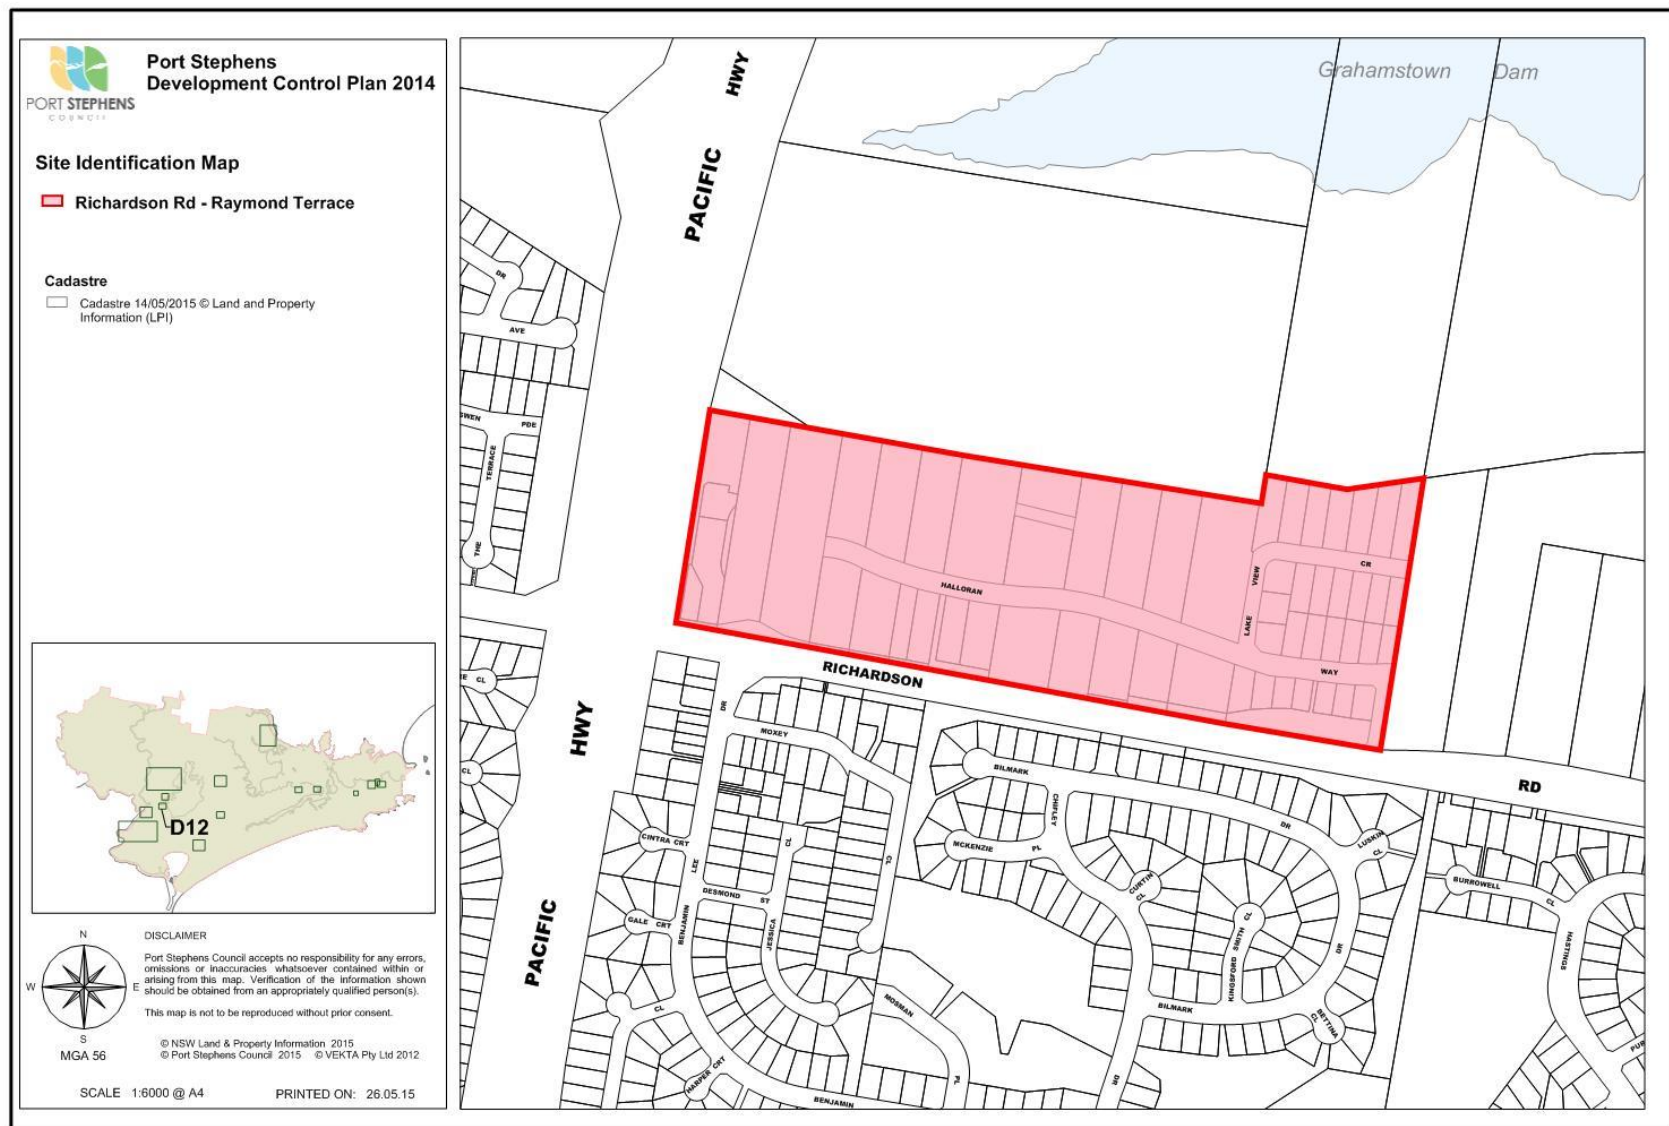 Port Stephens
Development Control Plan 2014
PORT STEPHENS
COUNCIL
Site Identification Map
Richardson Rd - Raymond Terrace
Cadastre
Cadastre 14/05/2015 © Land and Property
Information (LPI)
D12
N
W
E
S
MGA 56
DISCLAIMER
Port Stephens Council accepts no responsibility for any errors,
omissions or inaccuracies whatsoever contained within or
arising from this map. Verification of the information shown
should be obtained from an appropriately qualified person(s).
This map is not to be reproduced without prior consent.
© NSW Land & Property Information 2015
© Port Stephens Council 2015 © VEKTA Pty Ltd 2012
SCALE 1:6000 @ A4
PRINTED ON: 26.05.15
Grahamstown Dam
PACIFIC HWY
DR
AVE
PDE
THE TERRACE
HALLORAN WAY
LAKE VIEW CR
RICHARDSON RD
PACIFIC HWY
CL
CL
MOXEY CL
BENJAMIN LEE DR
CINTRA CRT
DESMOND ST
GALE CRT
JESSICA CL
CL
HARPER CRT
BENJAMIN
MOSMAN PL
BILMARK DR
CHIFLEY
MCKENZIE PL
CURTIN CL
KINGSFORD SMITH CL
LUSKIN CL
DR
BILMARK
BETTINA CL
DR
BURROWELL CL
HASTINGS